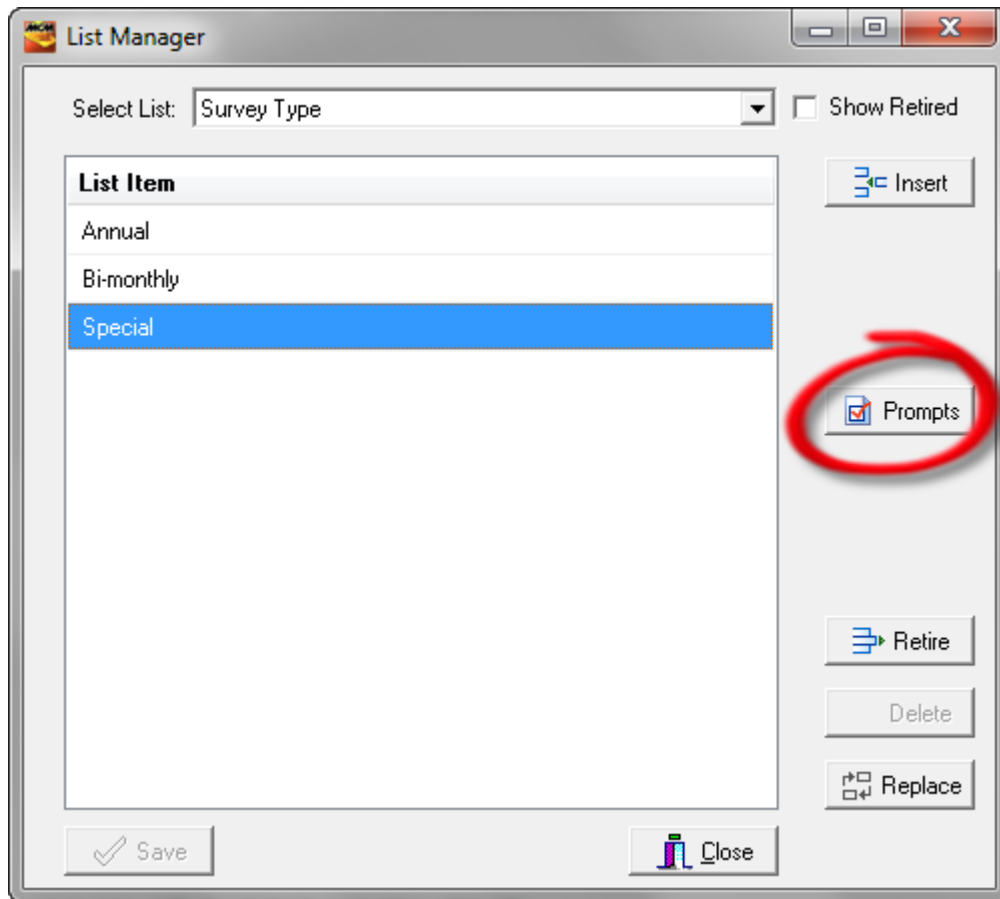 MCM List Manager
Select List: Survey Type Show Retired
List Item
Annual
Bi-monthly
Special
Insert
Prompts
Retire
Delete
Replace
Save
Close